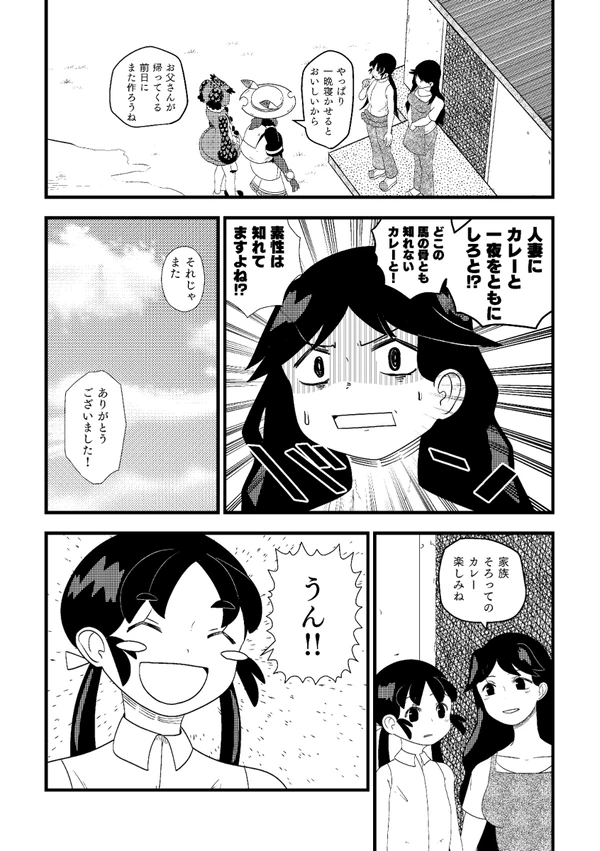 やっぱり
一晩寝かせると
おいしいから
お父さんが
帰ってくる
前日に
また作ろうね
人妻に
カレーと
一夜をともに
しろと!?
どこの
馬の骨とも
知れない
カレーと!
素性は
知れて
ますよね!?
ドドーン
それじゃ
また
ありがとう
ございました!
家族
そろっての
カレー
楽しみね
うん!!